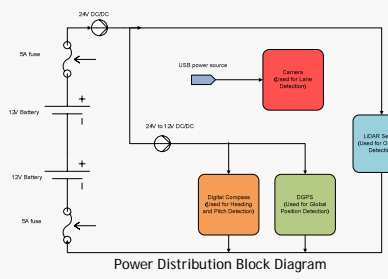 24V DC/DC
5A fuse
USB power source
Camera
(Used for Lane
Detection)
12V Battery
24V to 12V DC/DC
LiDAR Se
(Used for O
Detecti
12V Battery
Digital Compass
(Used for Heading
and Pitch Detection)
DGPS
(Used for Global
Position Detection)
5A fuse
Power Distribution Block Diagram